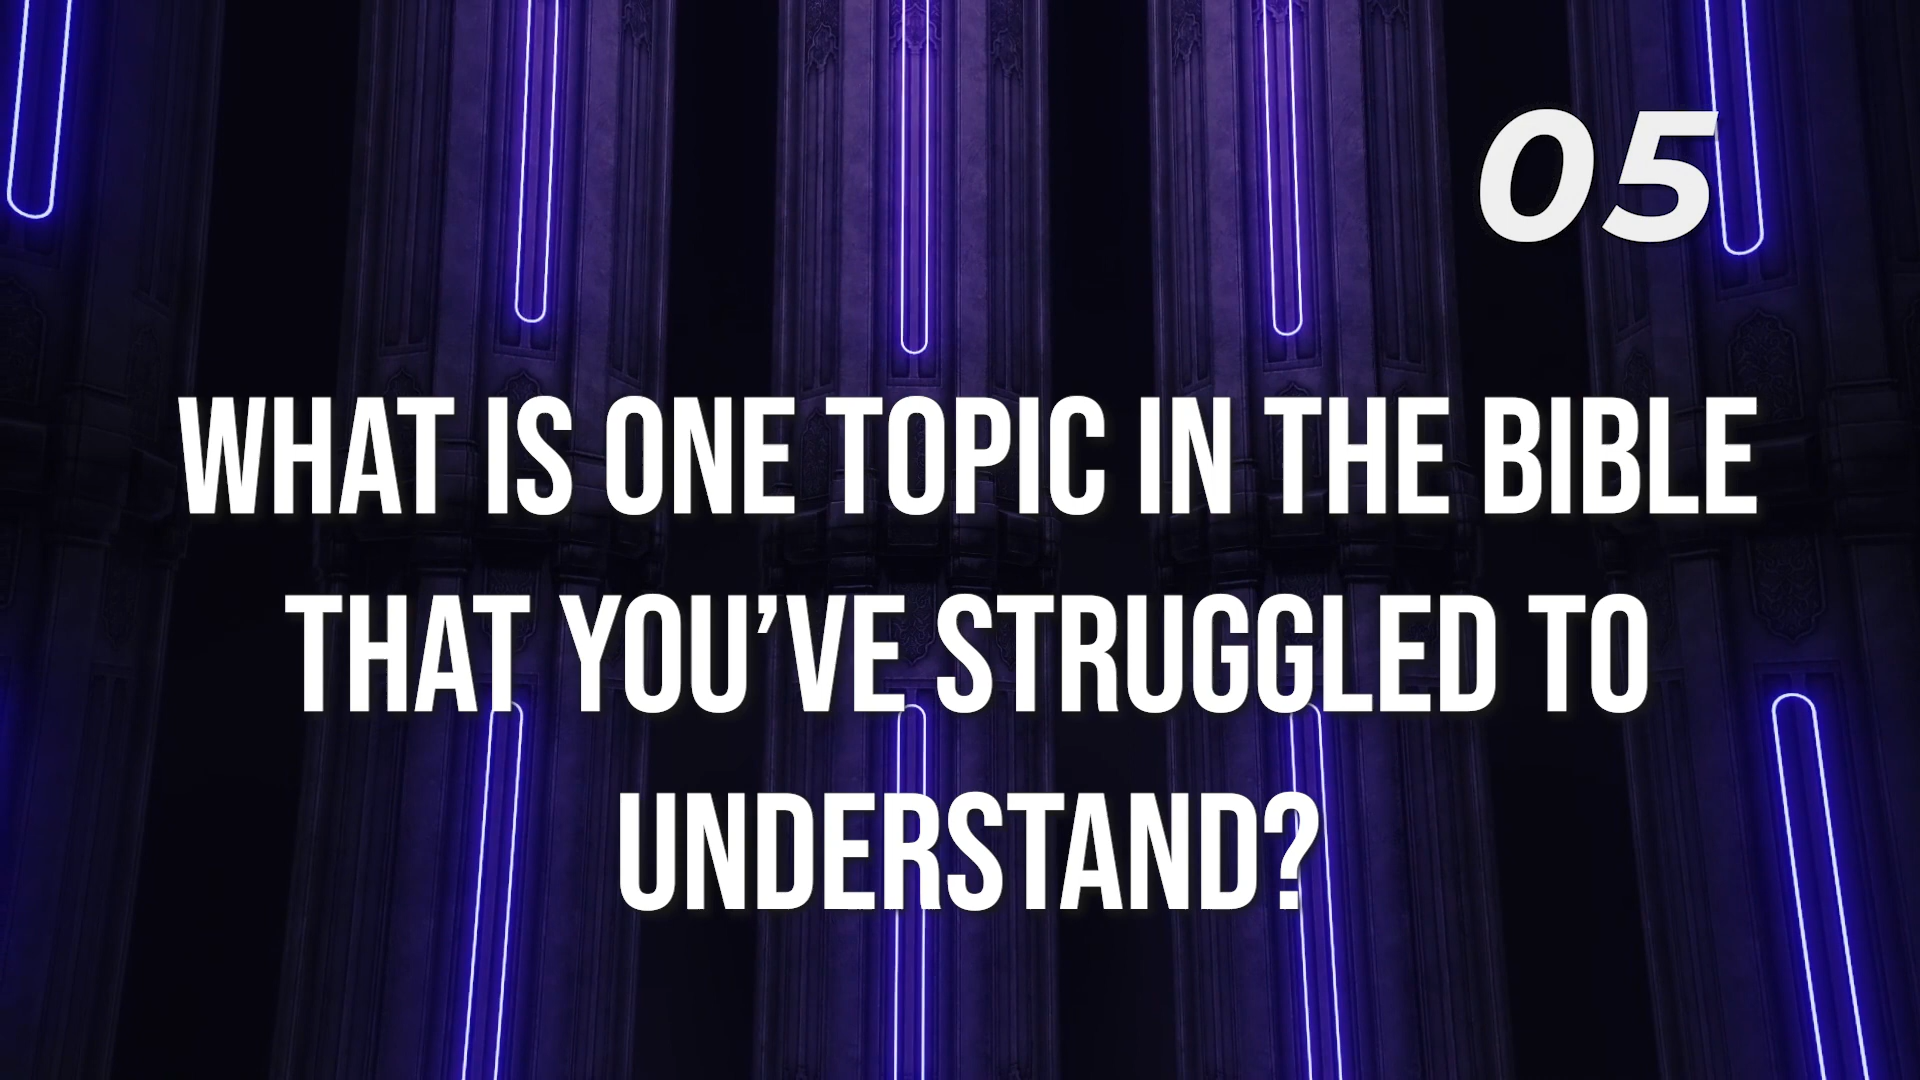 05
WHAT IS ONE TOPIC IN THE BIBLE
THAT YOU’VE STRUGGLED TO
UNDERSTAND?